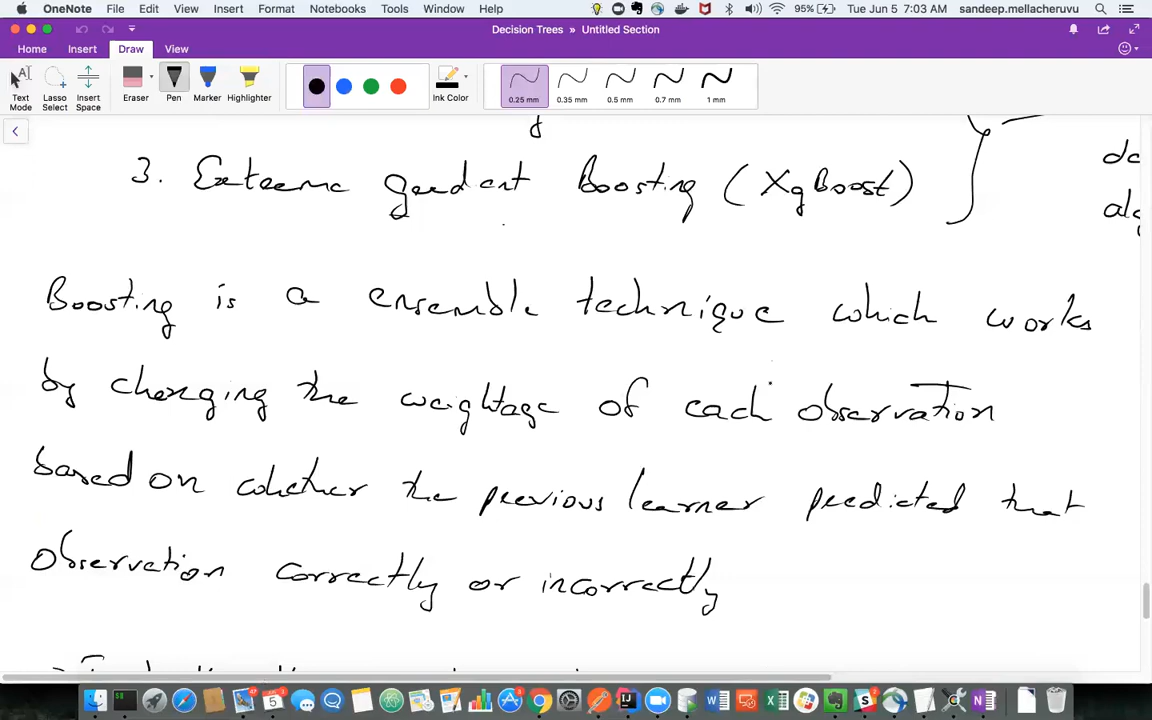 OneNote File Edit View Insert Format Notebooks Tools Window Help 95% Tue Jun 5 7:03 AM sandeep.mellacheruvu
Decision Trees » Untitled Section
Home Insert Draw View
Text Mode Lasso Select Insert Space Eraser Pen Marker Highlighter Ink Color 0.25 mm 0.35 mm 0.5 mm 0.7 mm 1 mm
3. Extreme gradient Boosting (XgBoost)
Boosting is a ensemble technique which works
by changing the weightage of each observation
based on whether the previous learner predicted that
observation correctly or incorrectly